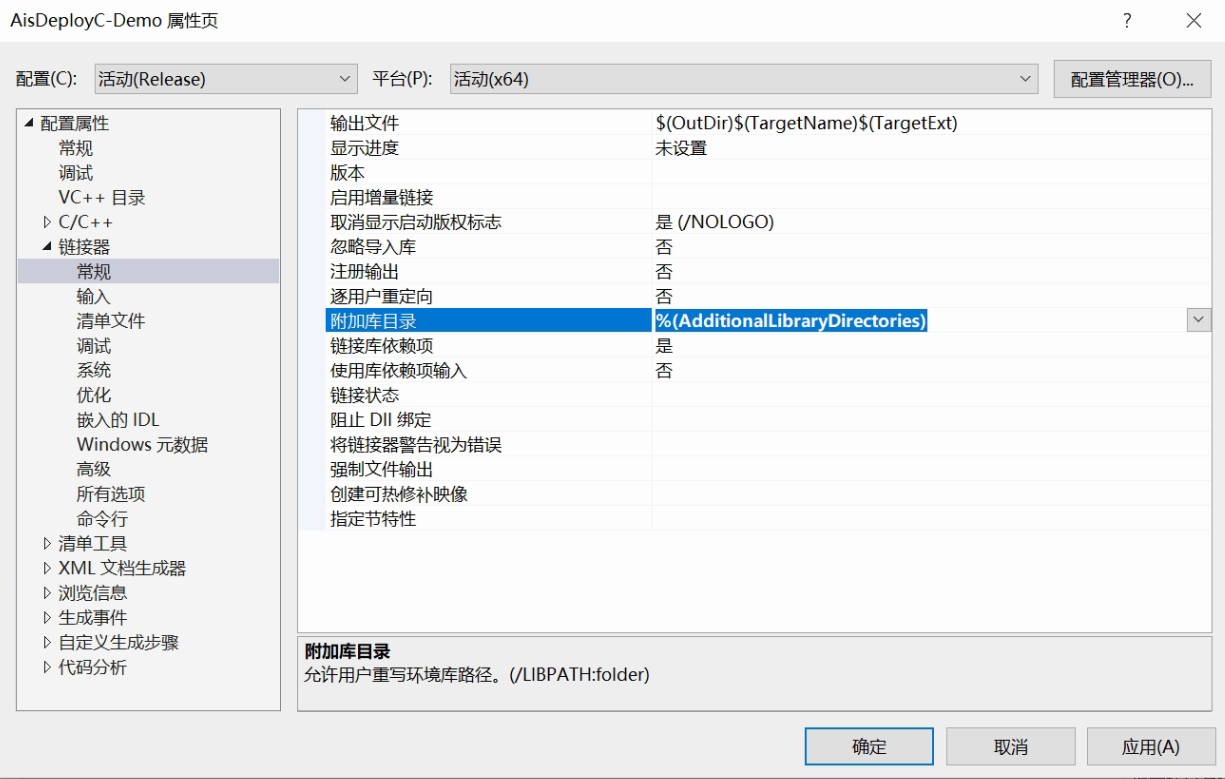 AisDeployC-Demo 属性页
?
配置(C): 活动(Release) 平台(P): 活动(x64) 配置管理器(O)...
配置属性
常规
调试
VC++ 目录
C/C++
链接器
常规
输入
清单文件
调试
系统
优化
嵌入的 IDL
Windows 元数据
高级
所有选项
命令行
清单工具
XML 文档生成器
浏览信息
生成事件
自定义生成步骤
代码分析
输出文件 $(OutDir)$(TargetName)$(TargetExt)
显示进度 未设置
版本
启用增量链接
取消显示启动版权标志 是 (/NOLOGO)
忽略导入库 否
注册输出 否
逐用户重定向 否
附加库目录 %(AdditionalLibraryDirectories)
链接库依赖项 是
使用库依赖项输入 否
链接状态
阻止 Dll 绑定
将链接器警告视为错误
强制文件输出
创建可热修补映像
指定节特性
附加库目录
允许用户重写环境库路径。(/LIBPATH:folder)
确定 取消 应用(A)